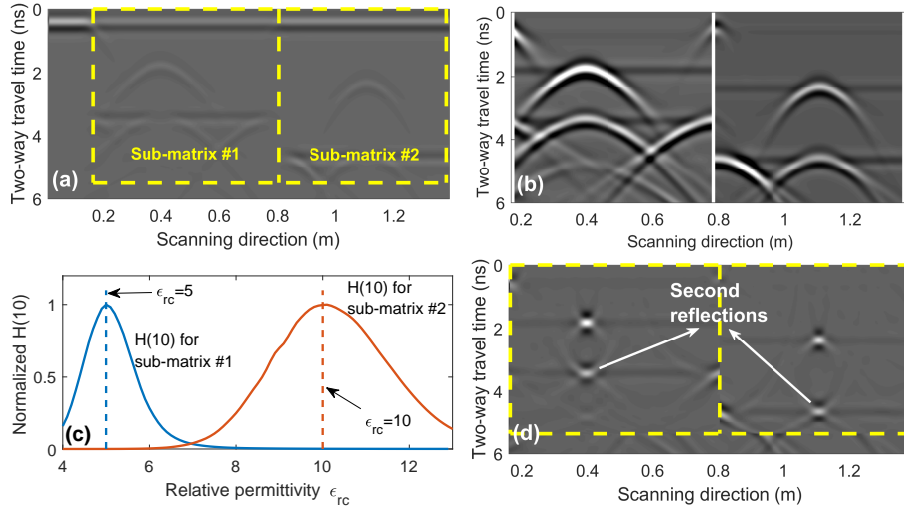 Two-way travel time (ns)
0
2
4
6
(a)
Sub-matrix #1
Sub-matrix #2
0.2
0.4
0.6
0.8
1
1.2
Scanning direction (m)
Two-way travel time (ns)
0
2
4
6
(b)
0.2
0.4
0.6
0.8
1
1.2
Scanning direction (m)
Normalized H(10)
1
0.5
0
ϵrc=5
H(10) for
sub-matrix #1
H(10) for
sub-matrix #2
ϵrc=10
(c)
4
6
8
10
12
Relative permittivity ϵrc
Two-way travel time (ns)
0
2
4
6
Second
reflections
(d)
0.2
0.4
0.6
0.8
1
1.2
Scanning direction (m)